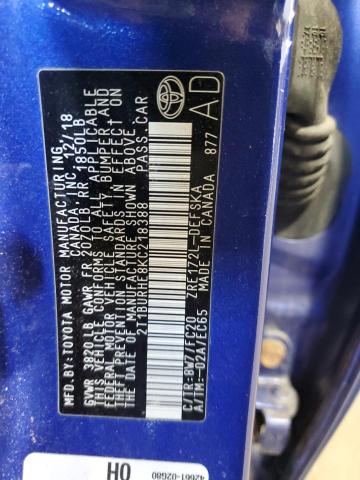 MFD.BY:TOYOTA MOTOR MANUFACTURING
CANADA, INC. 12/18
GVWR 3820LB GAWR FR 2070LB RR 1850LB
THIS VEHICLE CONFORMS TO ALL APPLICABLE
FEDERAL MOTOR VEHICLE SAFETY, BUMPER, AND
THEFT PREVENTION STANDARDS IN EFFECT ON
THE DATE OF MANUFACTURE SHOWN ABOVE.
2T1BURHE8KC218388 PASS.CAR
C/TR:8W7/FC20 ZRE172L-DEFSKA
A/TM:-02A/EC65 MADE IN CANADA 877
AD
42661-02G80
0H